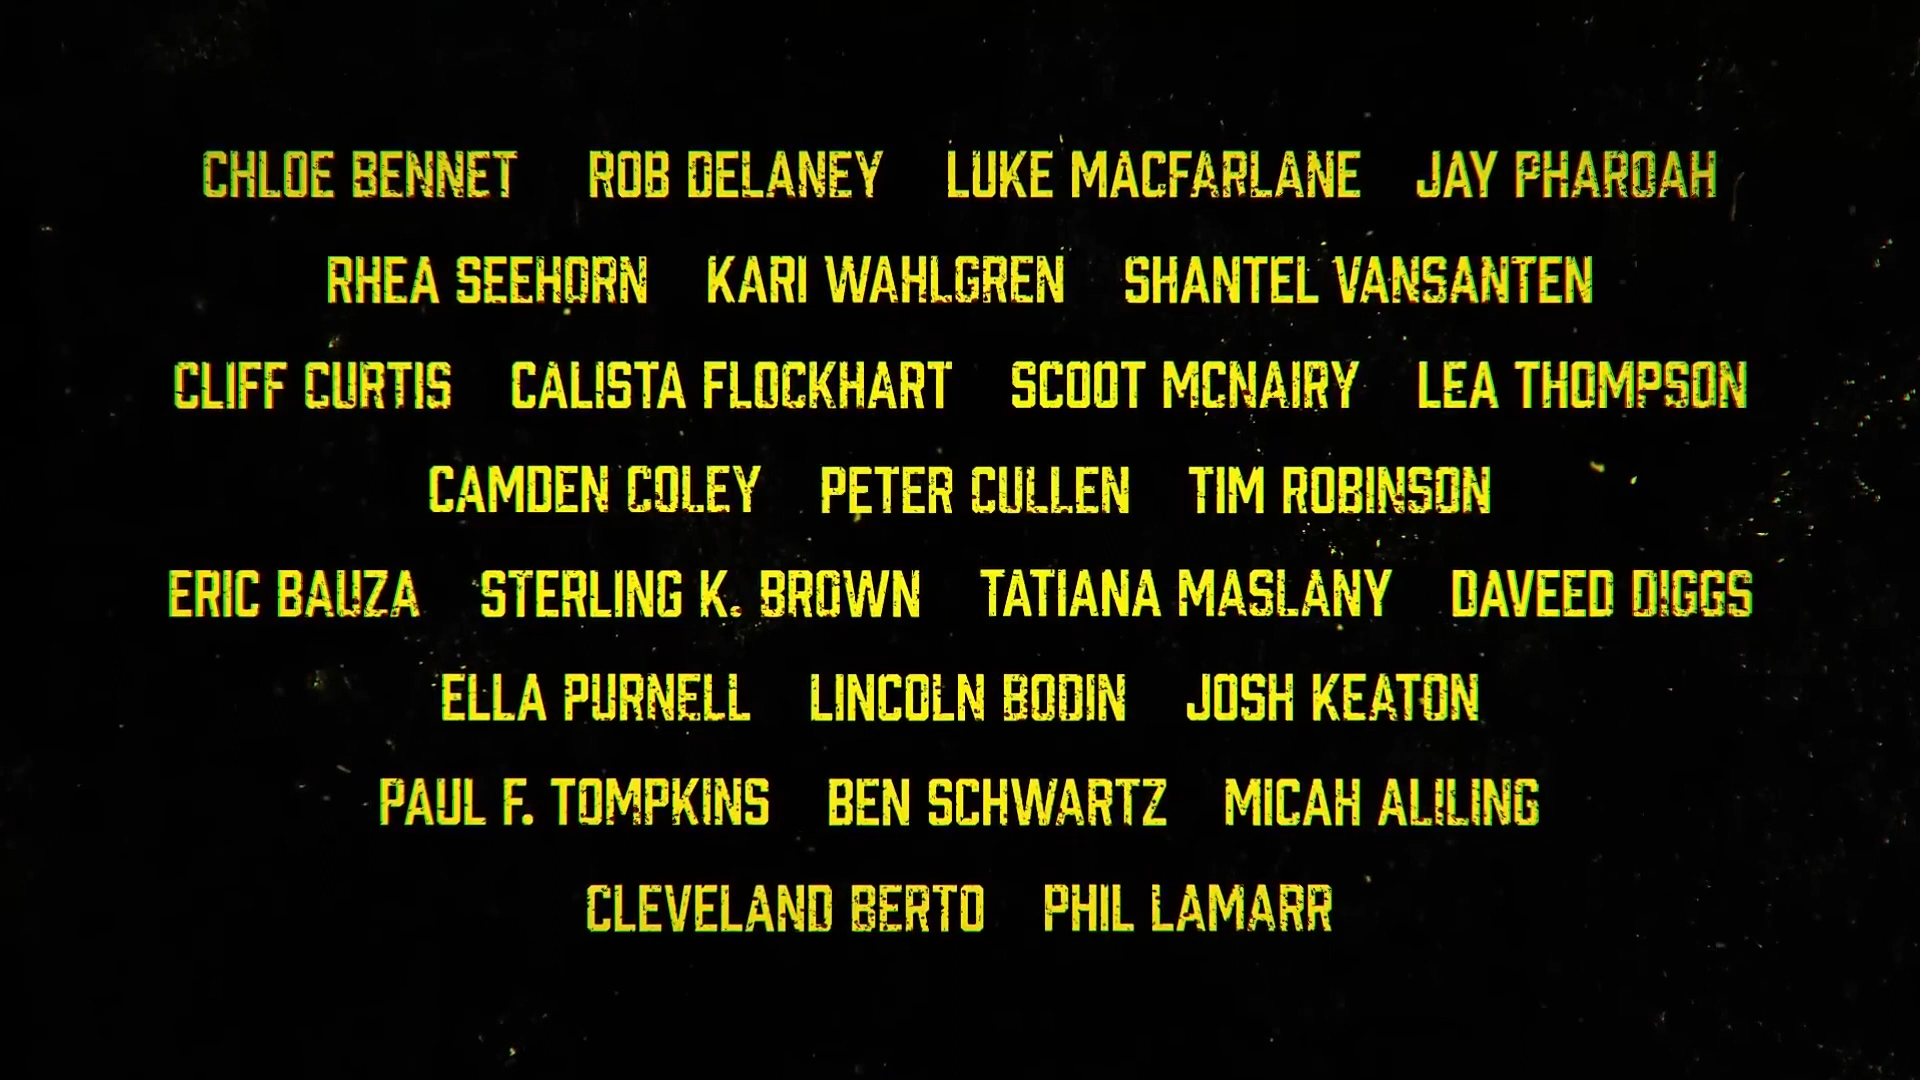 CHLOE BENNET ROB DELANEY LUKE MACFARLANE JAY PHAROAH
RHEA SEEHORN KARI WAHLGREN SHANTEL VANSANTEN
CLIFF CURTIS CALISTA FLOCKHART SCOOT MCNAIRY LEA THOMPSON
CAMDEN COLEY PETER CULLEN TIM ROBINSON
ERIC BAUZA STERLING K. BROWN TATIANA MASLANY DAVEED DIGGS
ELLA PURNELL LINCOLN BODIN JOSH KEATON
PAUL F. TOMPKINS BEN SCHWARTZ MICAH ALILING
CLEVELAND BERTO PHIL LAMARR